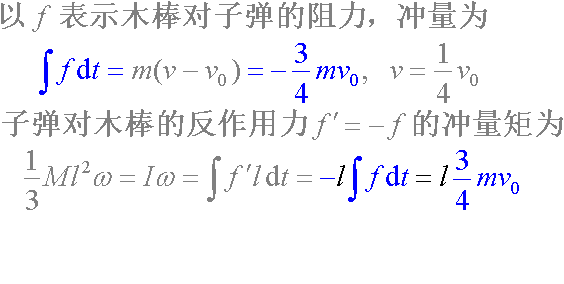 以 f 表示木棒对子弹的阻力，冲量为
∫ f dt = m(v − v₀) = −3/4 mv₀, v = 1/4 v₀
子弹对木棒的反作用力 f′ = −f 的冲量矩为
1/3 Ml²ω = Iω = ∫ f′l dt = −l∫ f dt = l 3/4 mv₀